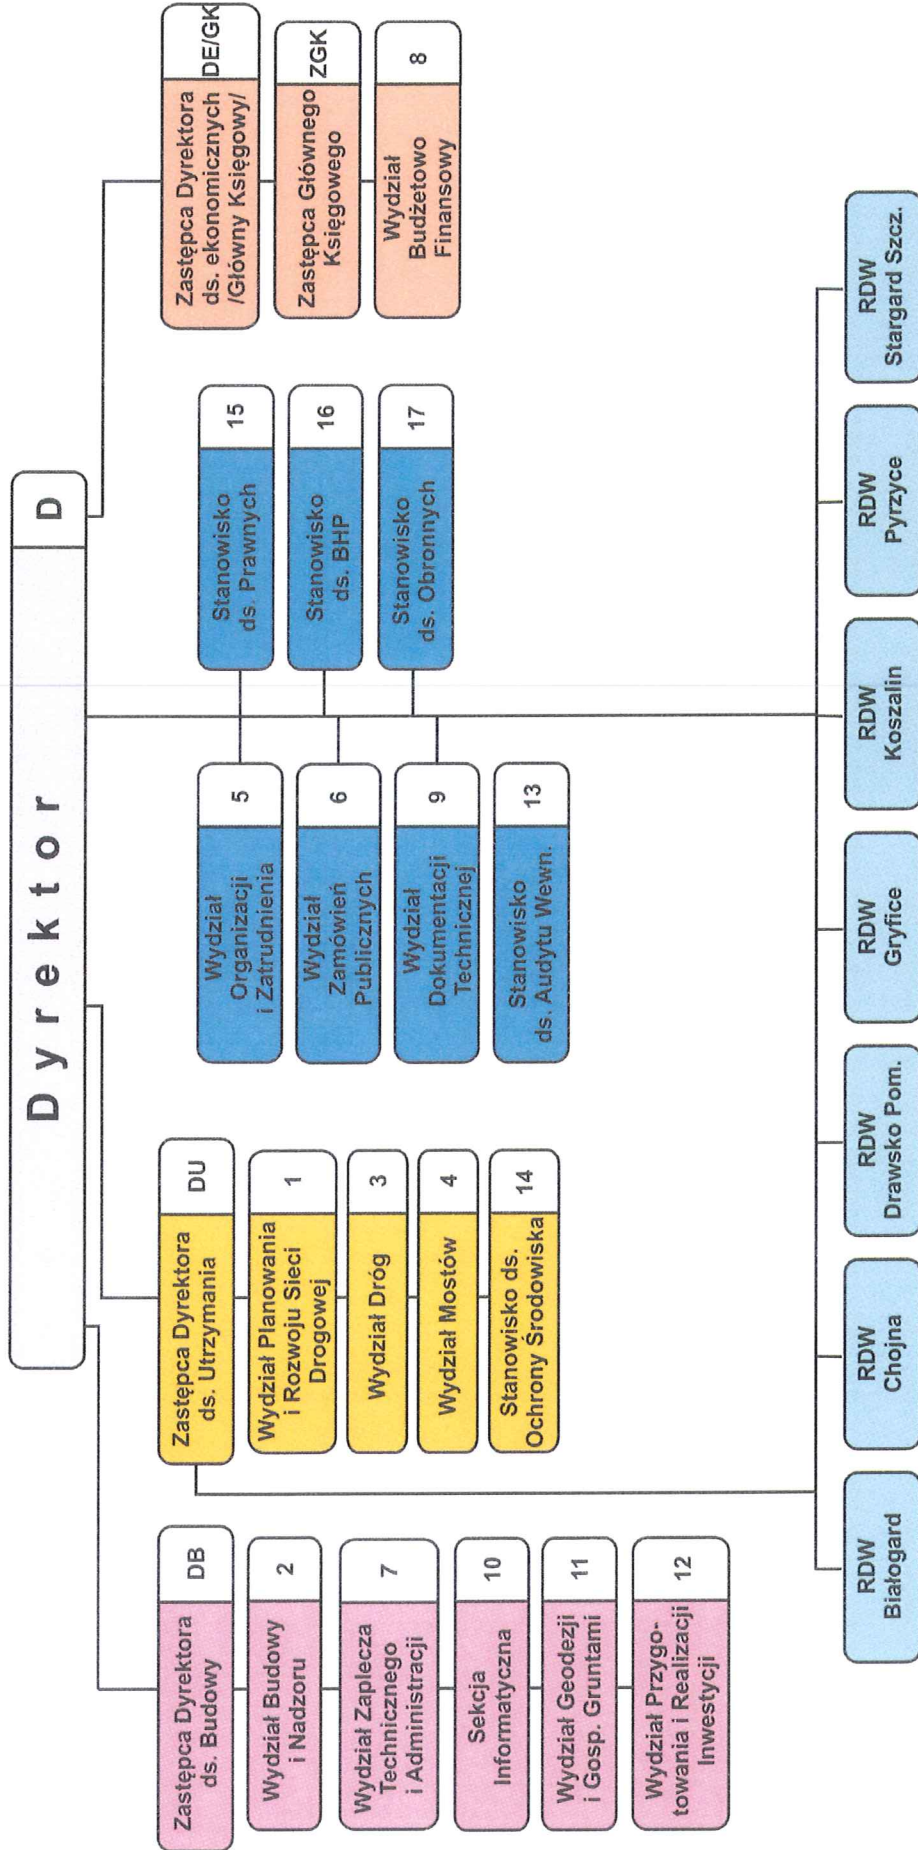 Dyrektor
D
Zastępca Dyrektora
ds. Budowy
DB
Wydział Budowy
i Nadzoru
2
Wydział Zaplecza
Technicznego
i Administracji
7
Sekcja
Informatyczna
10
Wydział Geodezji
i Gosp. Gruntami
11
Wydział Przygo-
towania i Realizacji
Inwestycji
12
Zastępca Dyrektora
ds. Utrzymania
DU
Wydział Planowania
i Rozwoju Sieci
Drogowej
1
Wydział Dróg
3
Wydział Mostów
4
Stanowisko ds.
Ochrony Środowiska
14
Wydział
Organizacji
i Zatrudnienia
5
Wydział
Zamówień
Publicznych
6
Wydział
Dokumentacji
Technicznej
9
Stanowisko
ds. Audytu Wewn.
13
Stanowisko
ds. Prawnych
15
Stanowisko
ds. BHP
16
Stanowisko
ds. Obronnych
17
Zastępca Dyrektora
ds. ekonomicznych
/Główny Księgowy/
DE/GK
Zastępca Głównego
Księgowego
ZGK
Wydział
Budżetowo
Finansowy
8
RDW
Białogard
RDW
Chojna
RDW
Drawsko Pom.
RDW
Gryfice
RDW
Koszalin
RDW
Pyrzyce
RDW
Stargard Szcz.